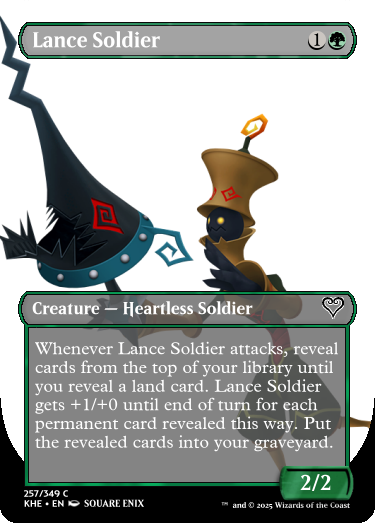 Lance Soldier 1
Creature — Heartless Soldier
Whenever Lance Soldier attacks, reveal
cards from the top of your library until
you reveal a land card. Lance Soldier
gets +1/+0 until end of turn for each
permanent card revealed this way. Put
the revealed cards into your graveyard.
2/2
257/349 C
KHE • EN SQUARE ENIX ™ and © 2025 Wizards of the Coast